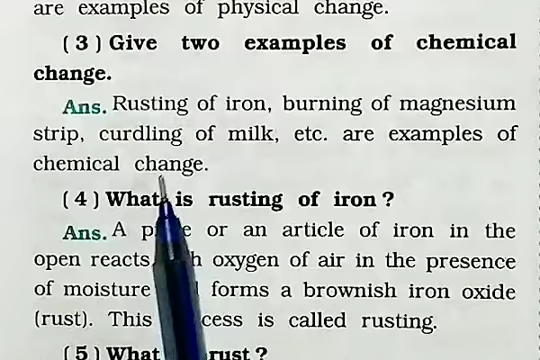 are examples of physical change.
(3) Give two examples of chemical
change.
Ans. Rusting of iron, burning of magnesium
strip, curdling of milk, etc. are examples of
chemical change.
(4) What is rusting of iron?
Ans. A or an article of iron in the
open reacts oxygen of air in the presence
of moisture forms a brownish iron oxide
(rust). This is called rusting.
(5) What rust?